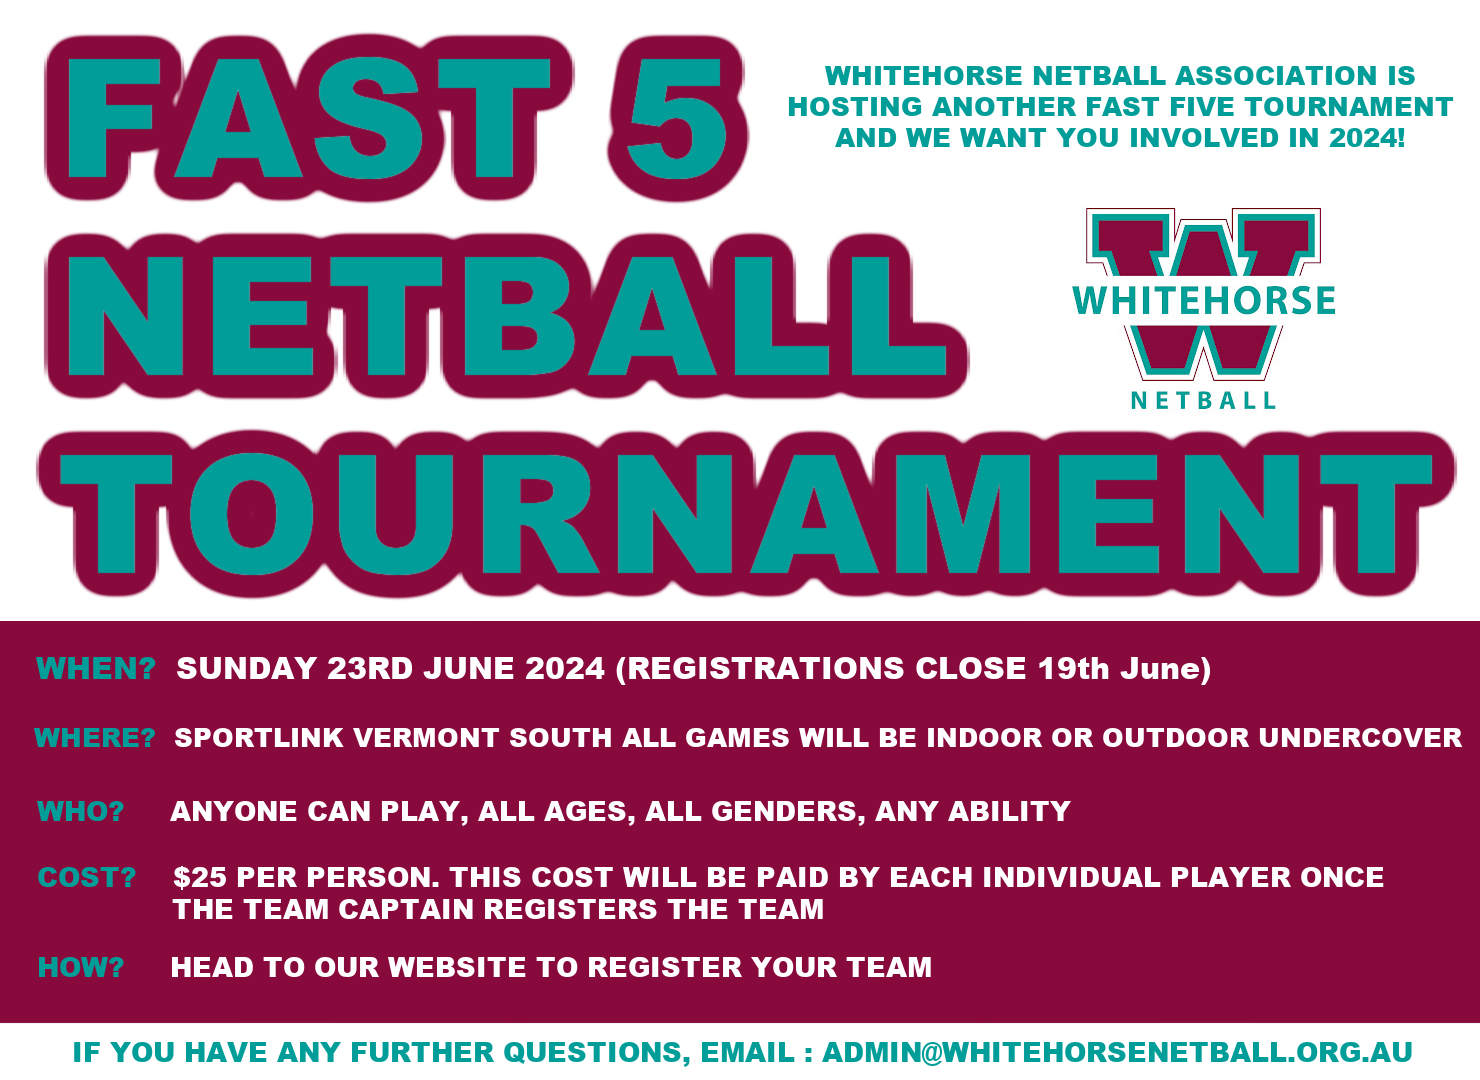 FAST 5
NETBALL
TOURNAMENT
WHITEHORSE NETBALL ASSOCIATION IS
HOSTING ANOTHER FAST FIVE TOURNAMENT
AND WE WANT YOU INVOLVED IN 2024!
W
WHITEHORSE
NETBALL
WHEN? SUNDAY 23RD JUNE 2024 (REGISTRATIONS CLOSE 19th June)
WHERE? SPORTLINK VERMONT SOUTH ALL GAMES WILL BE INDOOR OR OUTDOOR UNDERCOVER
WHO? ANYONE CAN PLAY, ALL AGES, ALL GENDERS, ANY ABILITY
COST? $25 PER PERSON. THIS COST WILL BE PAID BY EACH INDIVIDUAL PLAYER ONCE
THE TEAM CAPTAIN REGISTERS THE TEAM
HOW? HEAD TO OUR WEBSITE TO REGISTER YOUR TEAM
IF YOU HAVE ANY FURTHER QUESTIONS, EMAIL : ADMIN@WHITEHORSENETBALL.ORG.AU